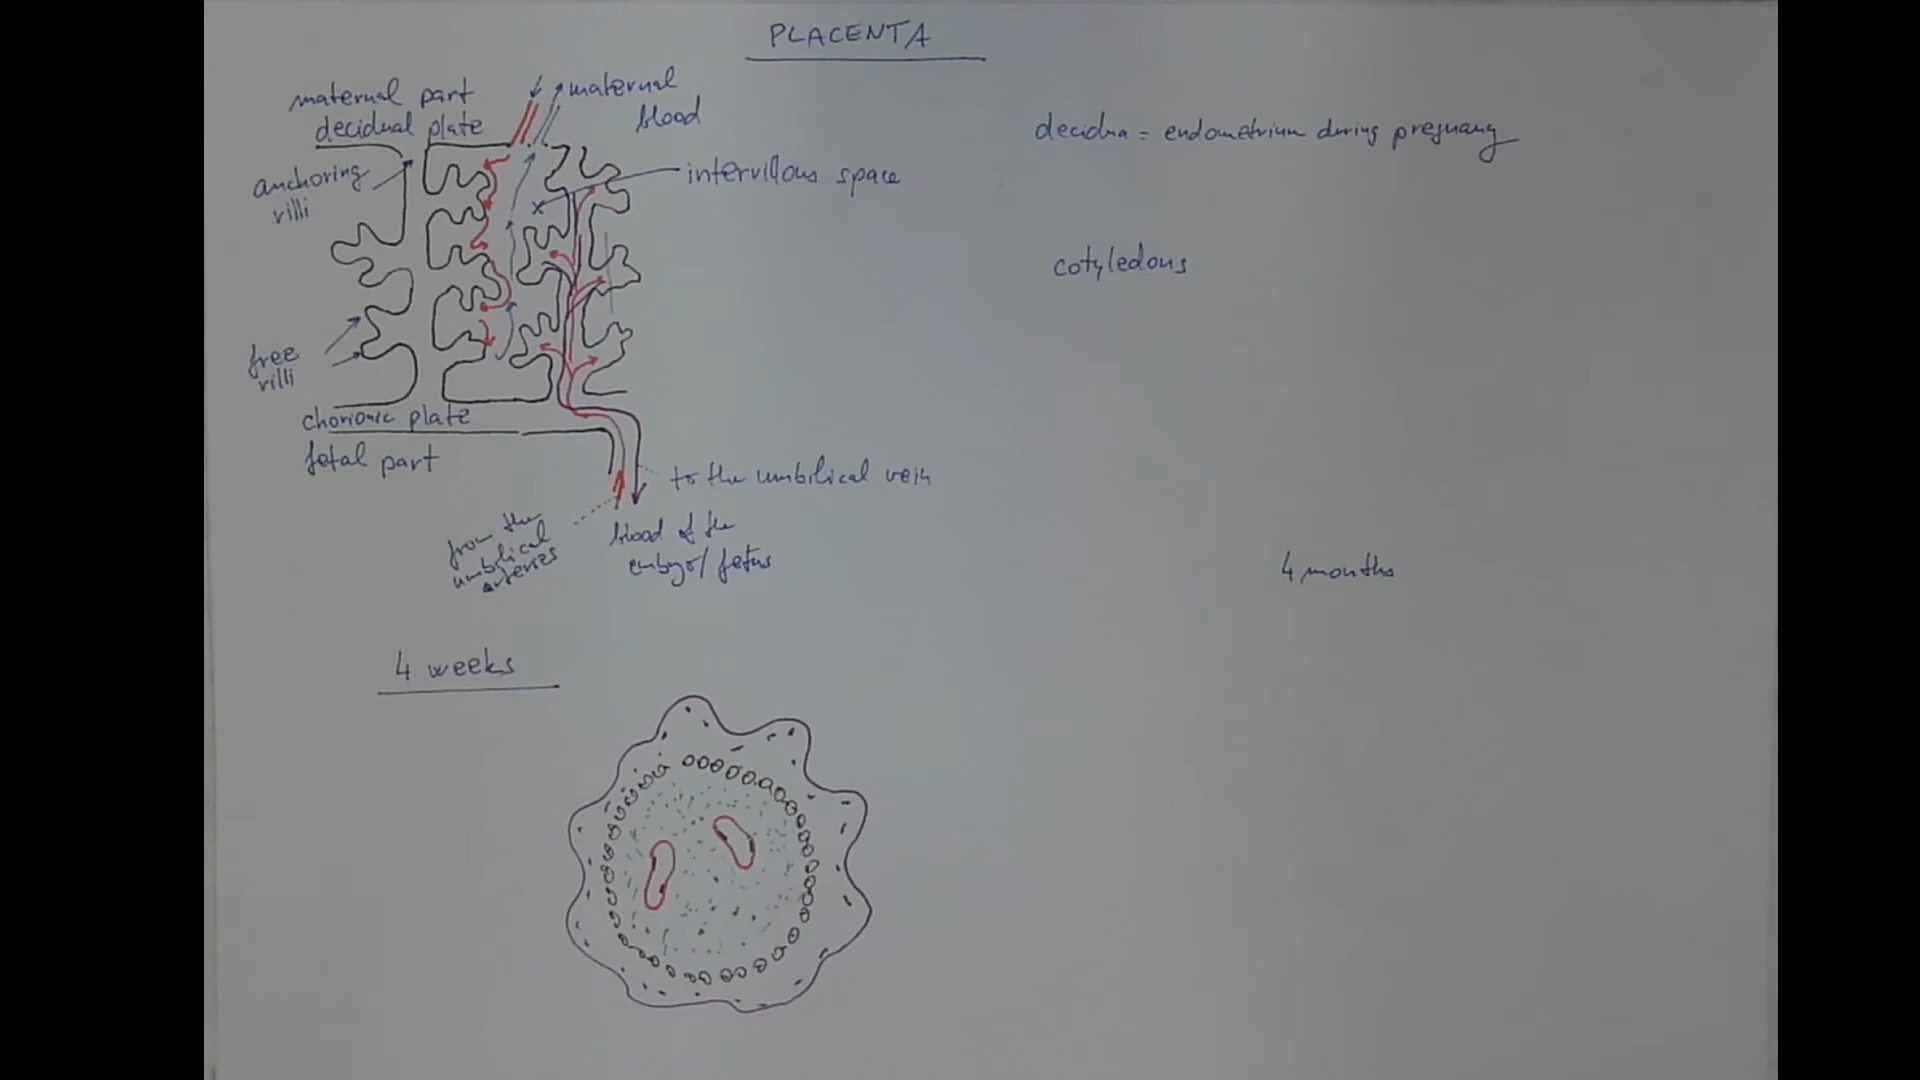 PLACENTA
maternal part
decidual plate
maternal
blood
anchoring
villi
intervillous space
free
villi
chorionic plate
fetal part
to the umbilical vein
from the
umbilical
arteries
blood of the
embryo/fetus
4 weeks
decidua = endometrium during pregnancy
cotyledons
4 months